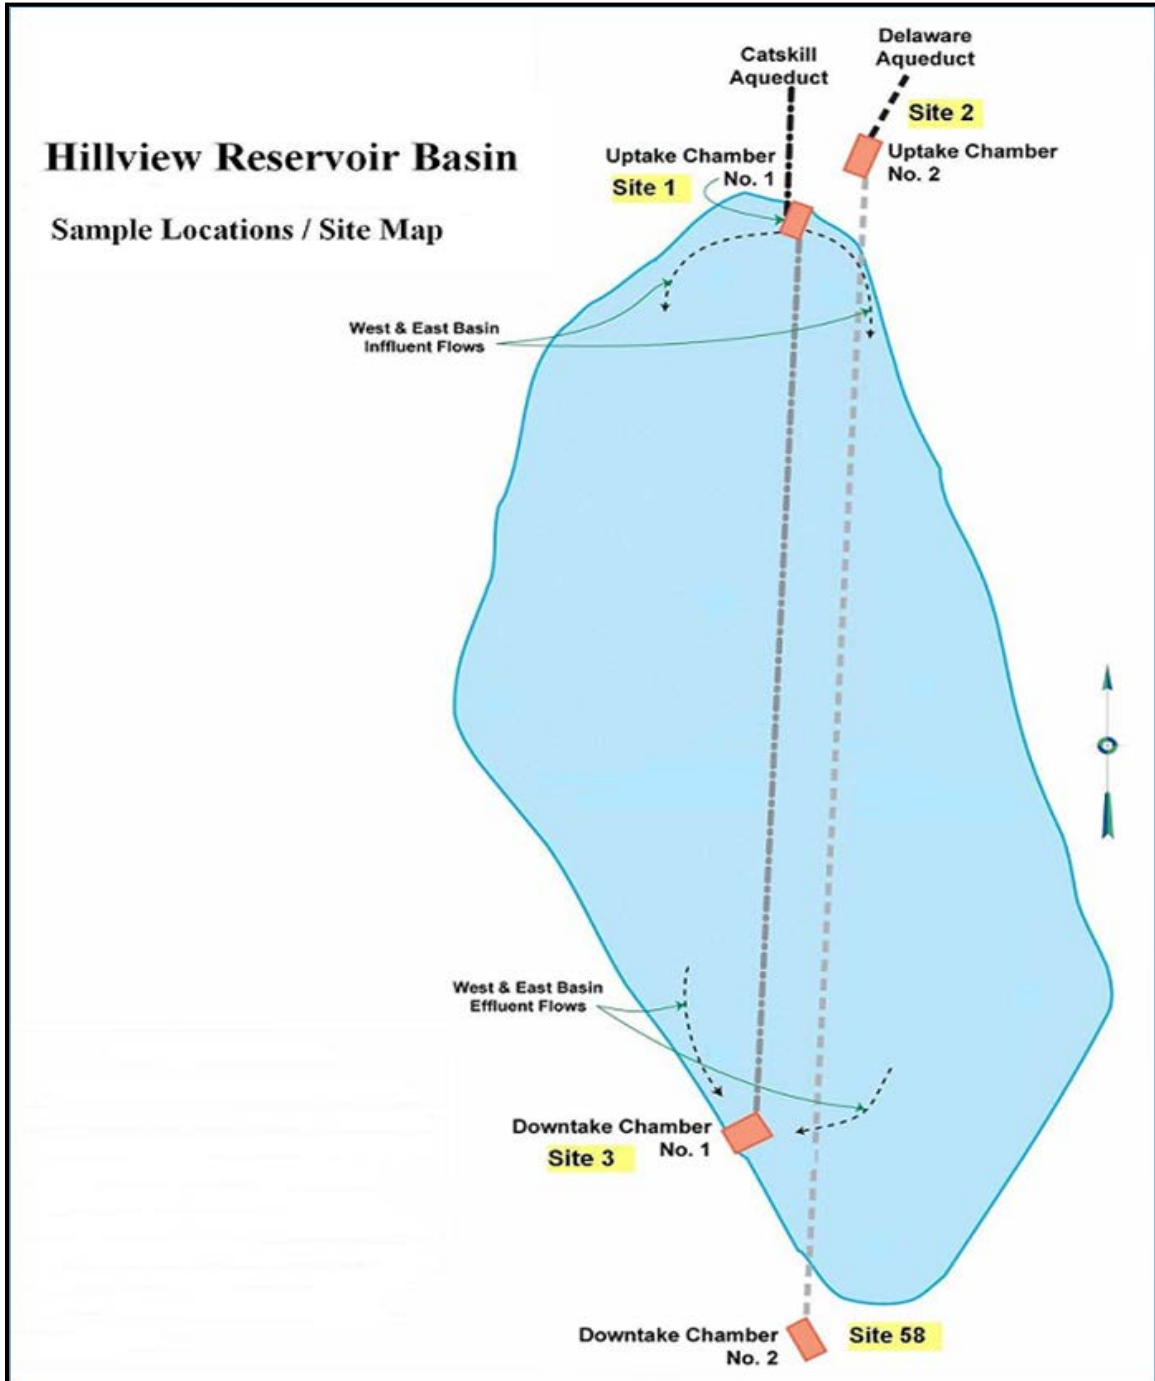 Catskill
Aqueduct
Delaware
Aqueduct
Site 2
Hillview Reservoir Basin
Sample Locations / Site Map
Uptake Chamber
No. 1
Site 1
Uptake Chamber
No. 2
West & East Basin
Inffluent Flows
West & East Basin
Effluent Flows
Downtake Chamber
No. 1
Site 3
Downtake Chamber
No. 2
Site 58